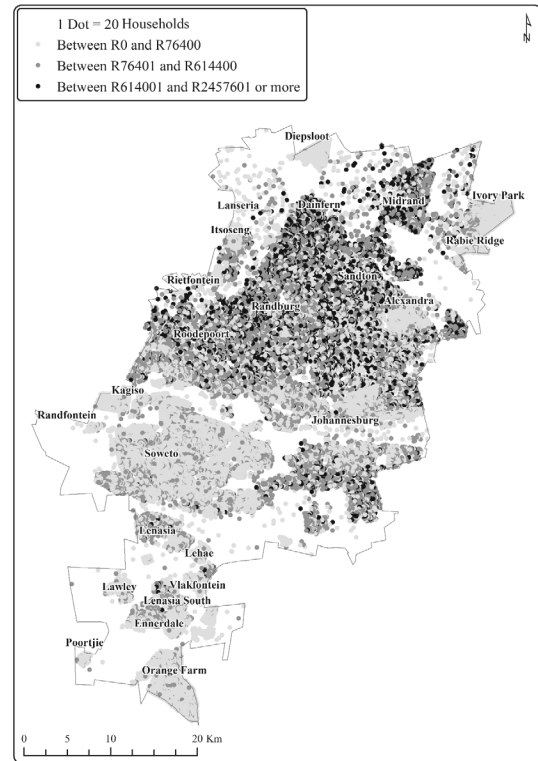 1 Dot = 20 Households
Between R0 and R76400
Between R76401 and R614400
Between R614001 and R2457601 or more
N
Diepsloot
Ivory Park
Lanseria
Dainfern
Midrand
Itsoseng
Rabie Ridge
Rietfontein
Sandton
Randburg
Alexandra
Roodepoort
Kagiso
Randfontein
Johannesburg
Soweto
Lenasia
Lehae
Lawley
Vlakfontein
Lenasia South
Ennerdale
Poortjie
Orange Farm
0 5 10 20 Km